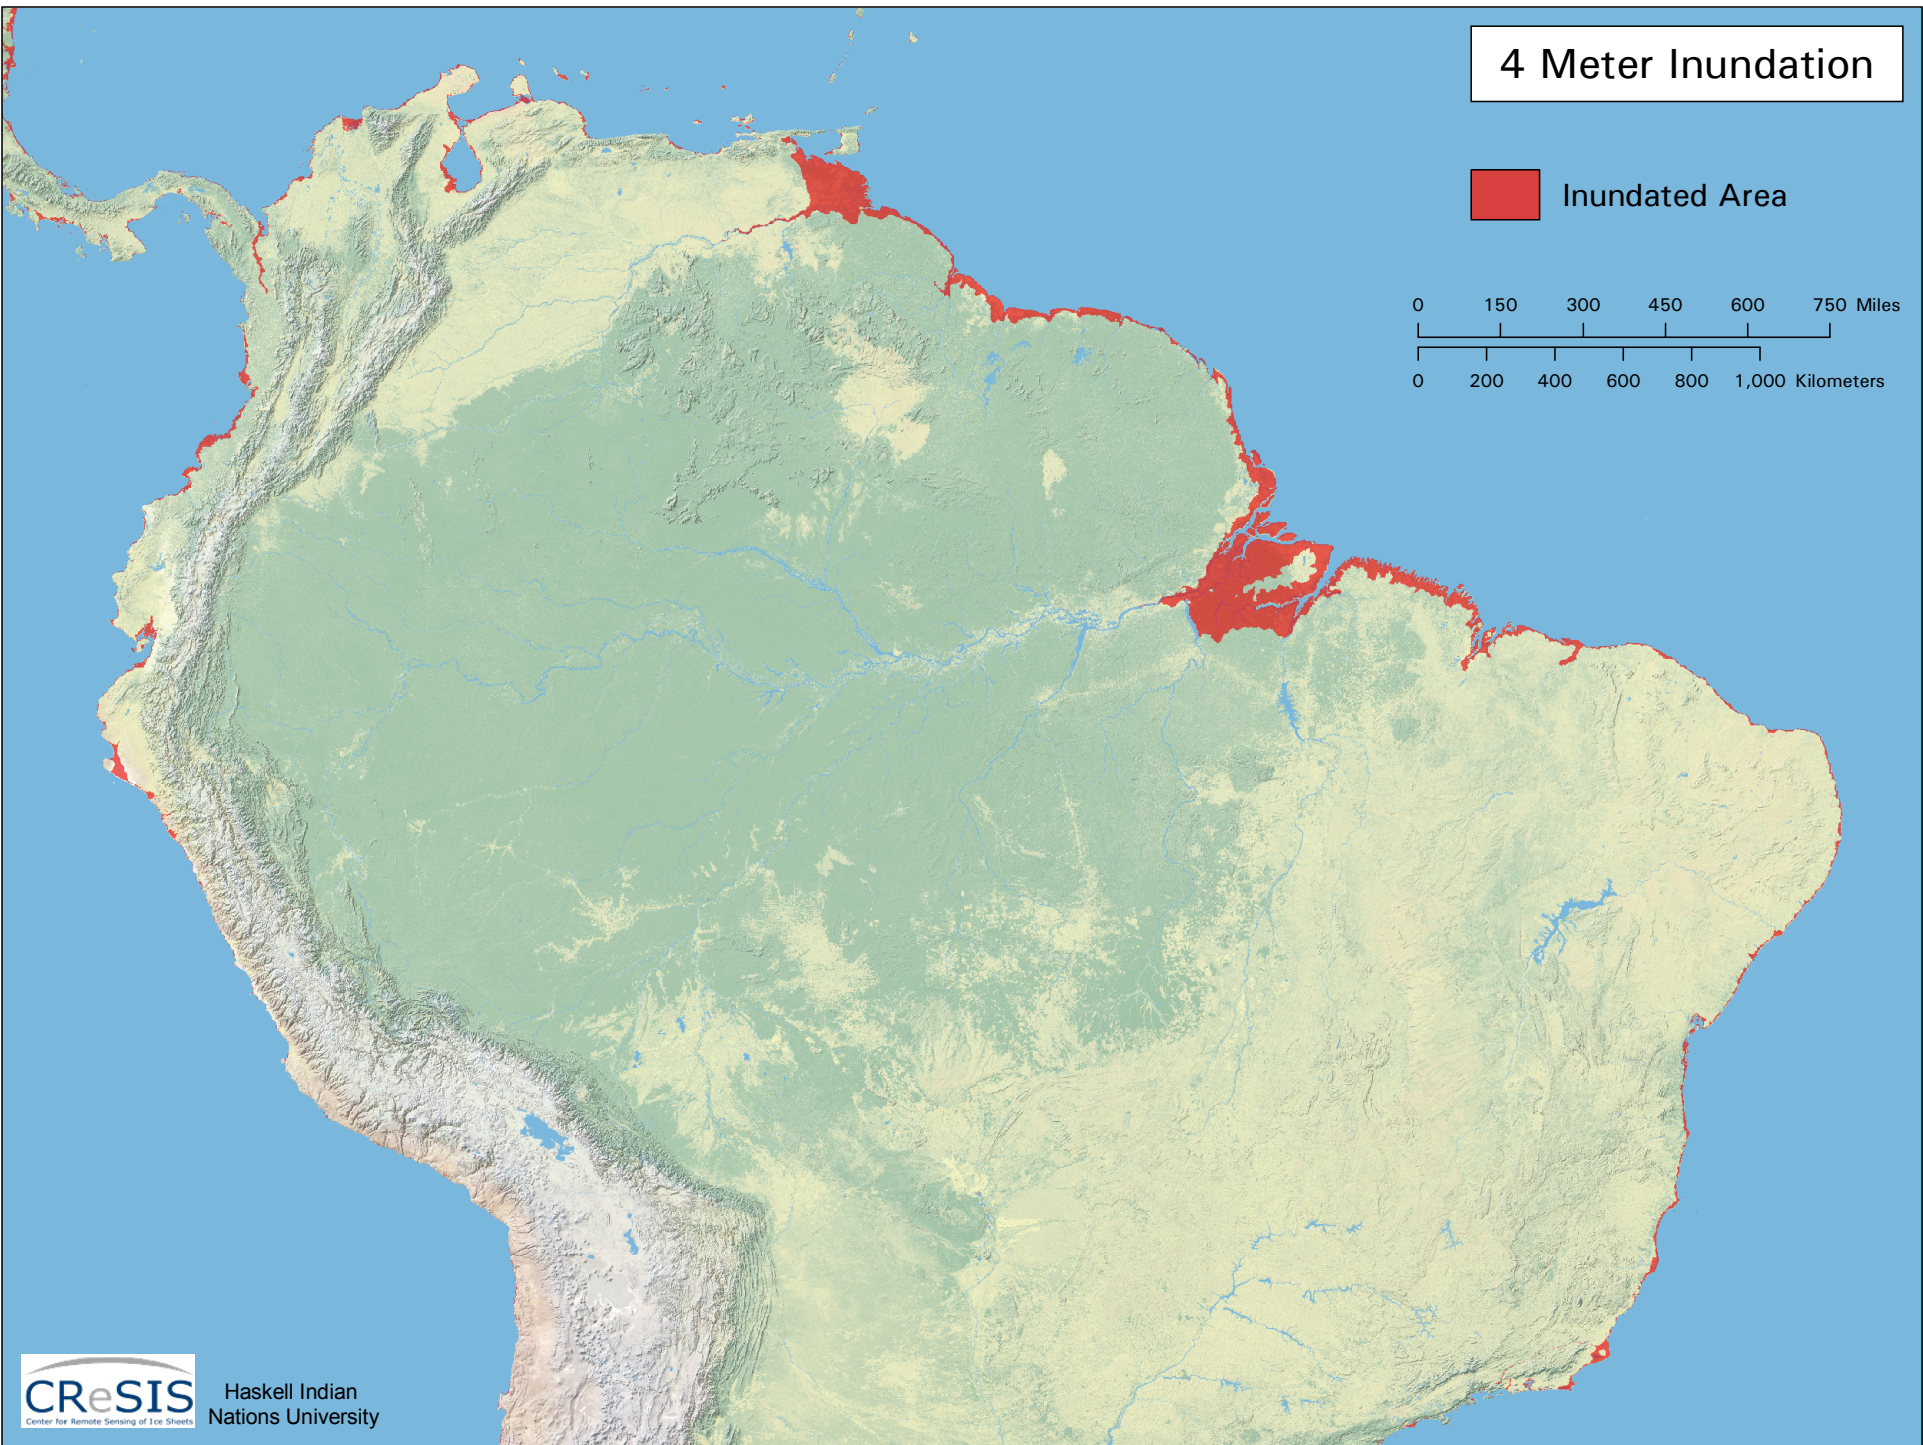 4 Meter Inundation
Inundated Area
0 150 300 450 600 750 Miles
0 200 400 600 800 1,000 Kilometers
CReSIS
Center for Remote Sensing of Ice Sheets
Haskell Indian
Nations University